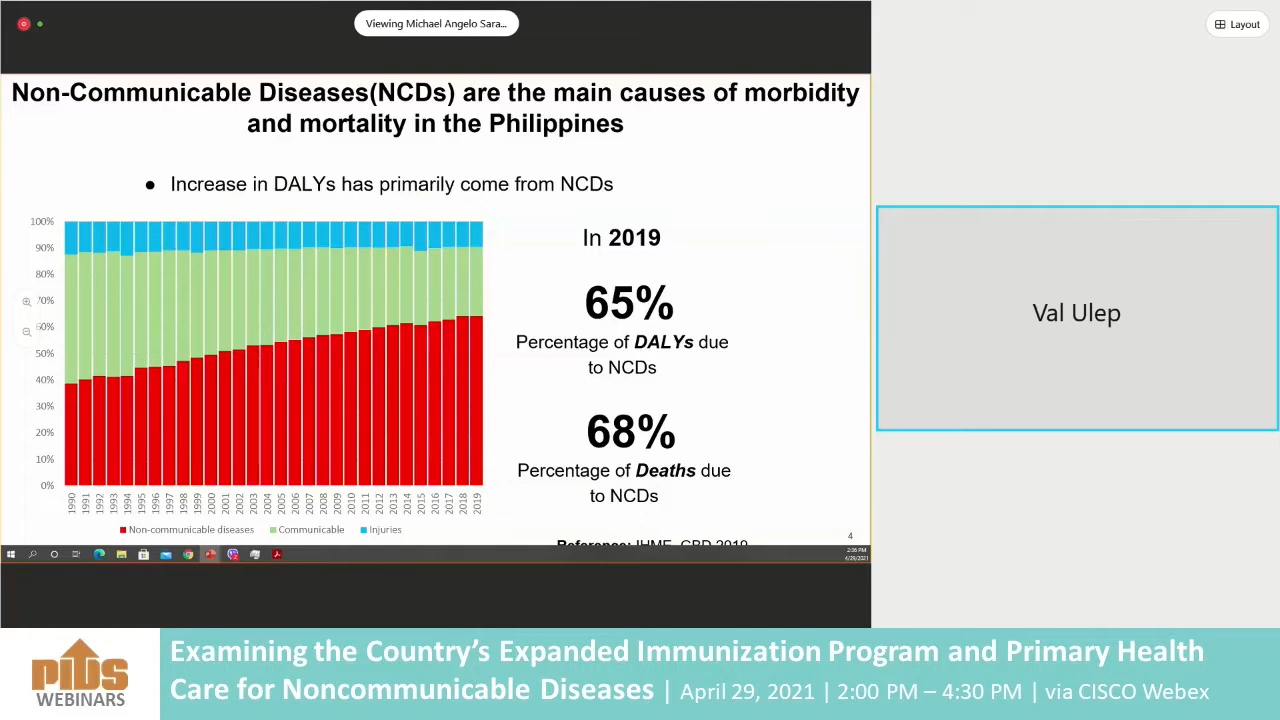 Viewing Michael Angelo Sara...
Layout
Non-Communicable Diseases(NCDs) are the main causes of morbidity
and mortality in the Philippines
● Increase in DALYs has primarily come from NCDs
100%
90%
80%
70%
60%
50%
40%
30%
20%
10%
0%
1990 1991 1992 1993 1994 1995 1996 1997 1998 1999 2000 2001 2002 2003 2004 2005 2006 2007 2008 2009 2010 2011 2012 2013 2014 2015 2016 2017 2018 2019
Non-communicable diseases Communicable Injuries
In 2019
65%
Percentage of DALYs due
to NCDs
68%
Percentage of Deaths due
to NCDs
Reference: IHME, GBD 2019
4
2:06 PM
4/29/2021
Val Ulep
PIDS
WEBINARS
Examining the Country's Expanded Immunization Program and Primary Health
Care for Noncommunicable Diseases | April 29, 2021 | 2:00 PM – 4:30 PM | via CISCO Webex